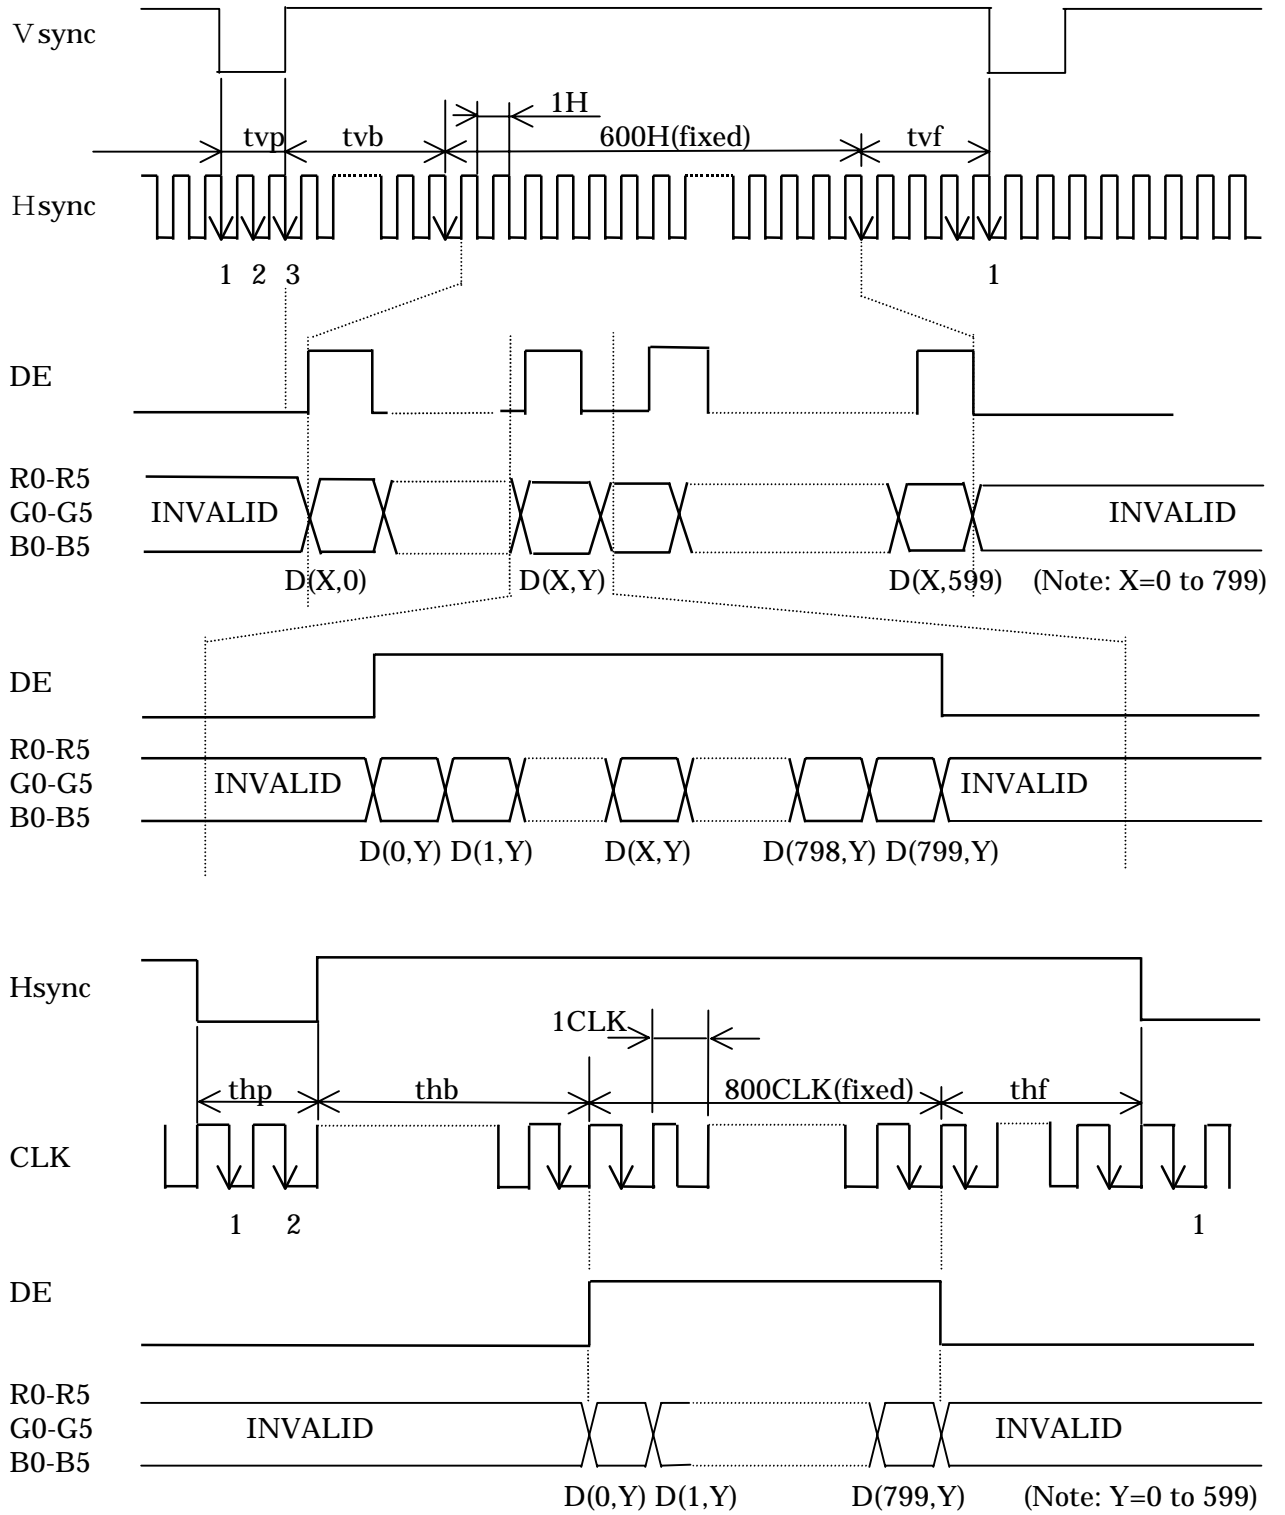 Vsync
1H
tvp tvb 600H(fixed) tvf
Hsync
1 2 3 1
DE
R0-R5
G0-G5 INVALID INVALID
B0-B5
D(X,0) D(X,Y) D(X,599) (Note: X=0 to 799)
DE
R0-R5
G0-G5 INVALID INVALID
B0-B5
D(0,Y) D(1,Y) D(X,Y) D(798,Y) D(799,Y)
Hsync
1CLK
thp thb 800CLK(fixed) thf
CLK
1 2 1
DE
R0-R5
G0-G5 INVALID INVALID
B0-B5
D(0,Y) D(1,Y) D(799,Y) (Note: Y=0 to 599)